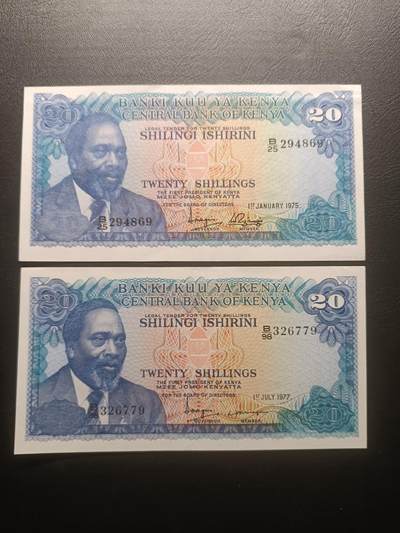 BANKI KUU YA KENYA
CENTRAL BANK OF KENYA
20
LEGAL TENDER FOR TWENTY SHILLINGS
SHILINGI ISHIRINI
B/25 294869
TWENTY SHILLINGS
THE FIRST PRESIDENT OF KENYA
MZEE JOMO KENYATTA
1ST JANUARY 1975
FOR THE BOARD OF DIRECTORS
B/25 294869
GOVERNOR MEMBER
20
BANKI KUU YA KENYA
CENTRAL BANK OF KENYA
20
LEGAL TENDER FOR TWENTY SHILLINGS
SHILINGI ISHIRINI
B/98 326779
TWENTY SHILLINGS
THE FIRST PRESIDENT OF KENYA
MZEE JOMO KENYATTA
1ST JULY 1977
FOR THE BOARD OF DIRECTORS
326779
GOVERNOR MEMBER
20